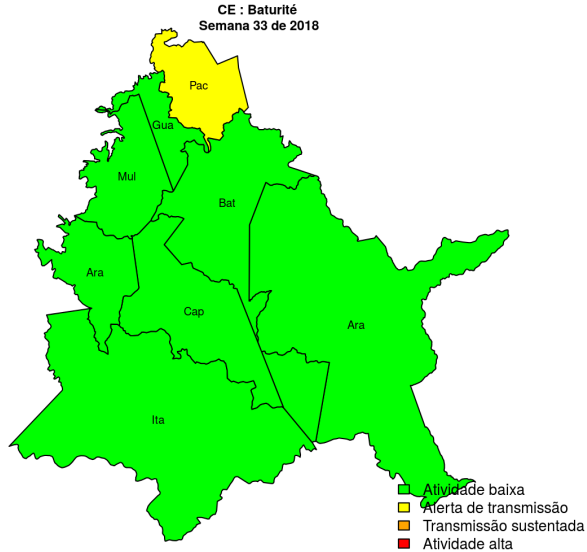 CE : Baturité
Semana 33 de 2018
Pac
Gua
Mul
Bat
Ara
Cap
Ara
Ita
Atividade baixa
Alerta de transmissão
Transmissão sustentada
Atividade alta